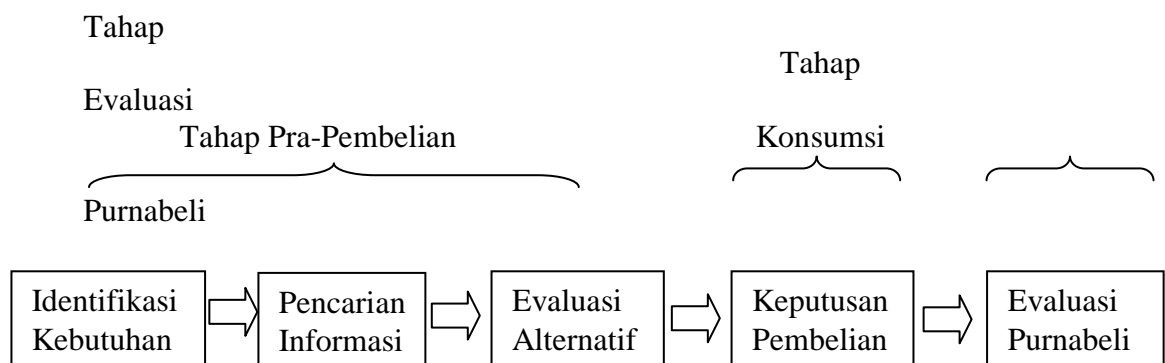 Tahap
Tahap
Evaluasi
Tahap Pra-Pembelian
Konsumsi
Purnabeli
Identifikasi
Kebutuhan
Pencarian
Informasi
Evaluasi
Alternatif
Keputusan
Pembelian
Evaluasi
Purnabeli